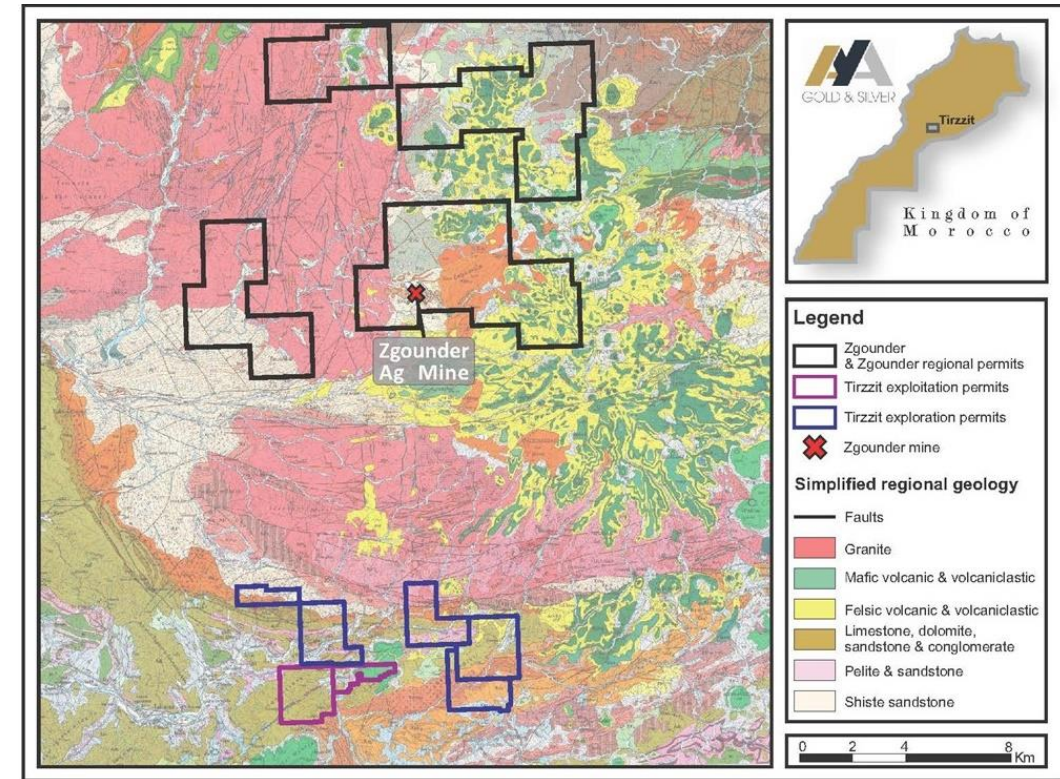 Zgounder
Ag Mine
AYA
GOLD & SILVER
Tirzzit
Kingdom of
Morocco
Legend
Zgounder
& Zgounder regional permits
Tirzzit exploitation permits
Tirzzit exploration permits
Zgounder mine
Simplified regional geology
Faults
Granite
Mafic volcanic & volcaniclastic
Felsic volcanic & volcaniclastic
Limestone, dolomite,
sandstone & conglomerate
Pelite & sandstone
Shiste sandstone
0 2 4 8
Km